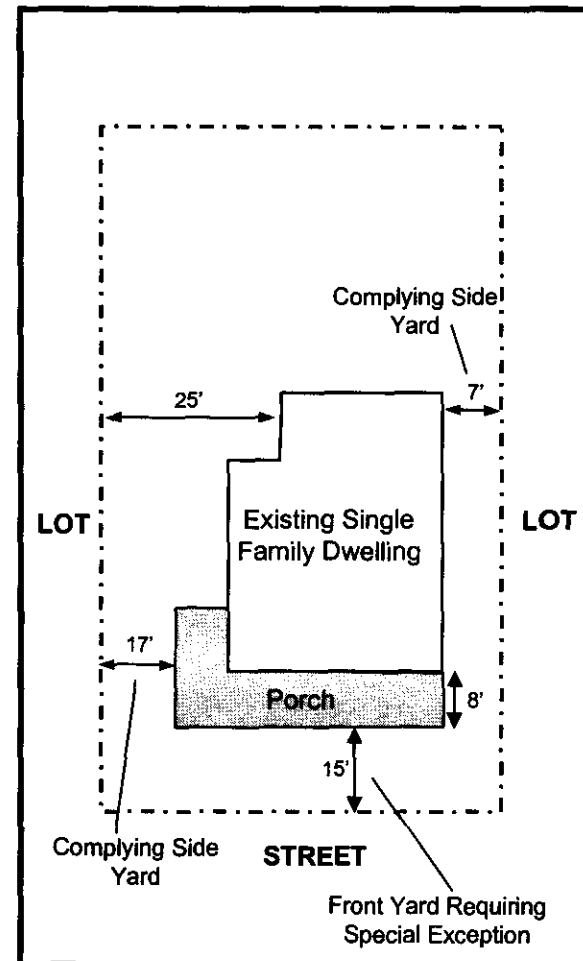 Complying Side
Yard
25'
7'
LOT
Existing Single
Family Dwelling
LOT
17'
Porch
8'
15'
Complying Side
Yard
STREET
Front Yard Requiring
Special Exception